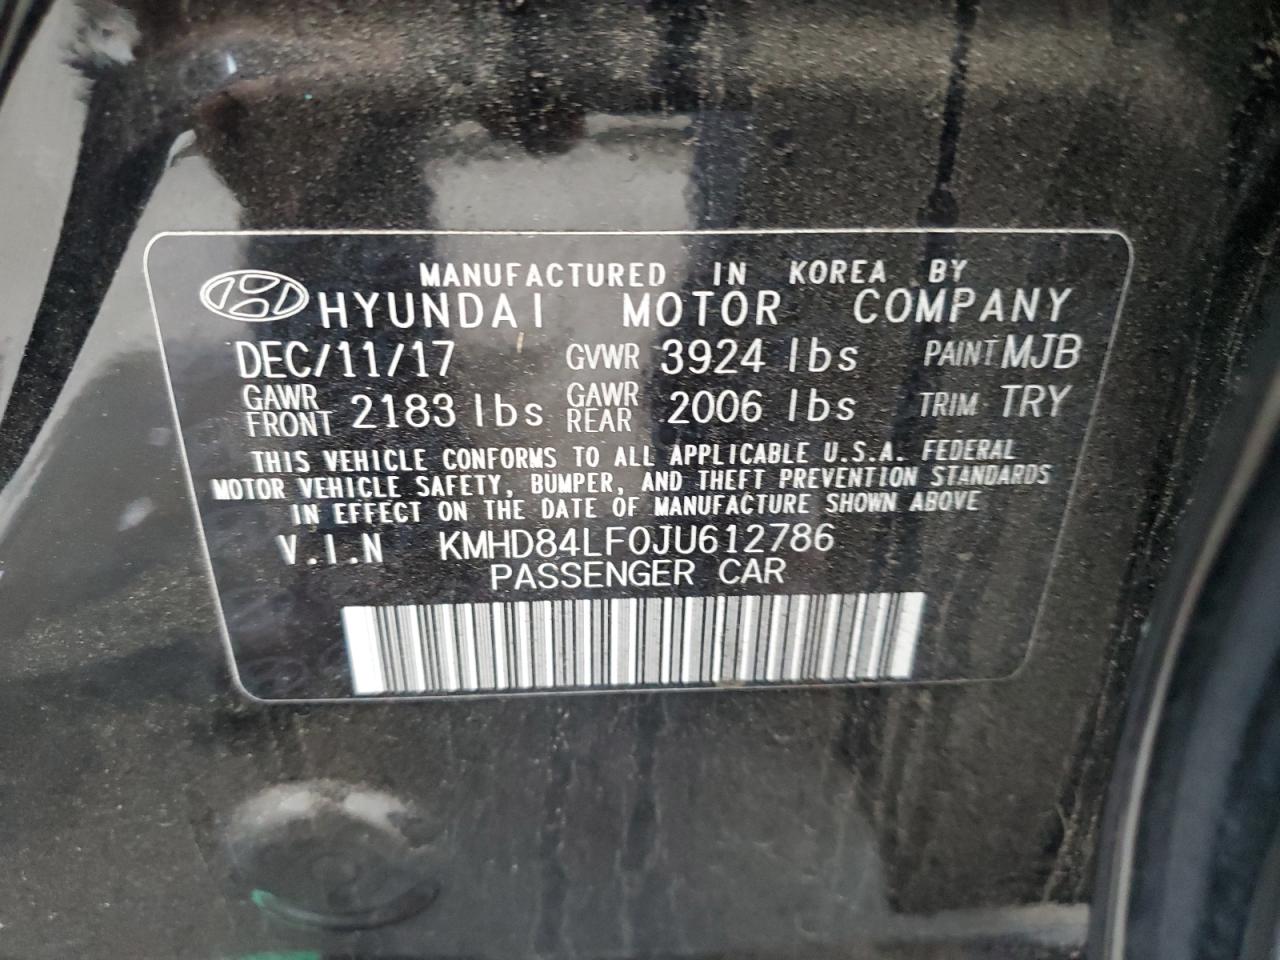 MANUFACTURED IN KOREA BY
HYUNDAI MOTOR COMPANY
DEC/11/17 GVWR 3924 lbs PAINT MJB
GAWR FRONT 2183 lbs GAWR REAR 2006 lbs TRIM TRY
THIS VEHICLE CONFORMS TO ALL APPLICABLE U.S.A. FEDERAL
MOTOR VEHICLE SAFETY, BUMPER, AND THEFT PREVENTION STANDARDS
IN EFFECT ON THE DATE OF MANUFACTURE SHOWN ABOVE
V.I.N KMHD84LF0JU612786
PASSENGER CAR